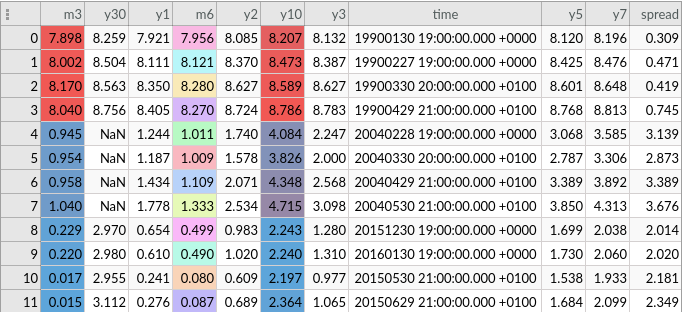 m3 y30 y1 m6 y2 y10 y3 time y5 y7 spread
0 7.898 8.259 7.921 7.956 8.085 8.207 8.132 19900130 19:00:00.000 +0000 8.120 8.196 0.309
1 8.002 8.504 8.111 8.121 8.370 8.473 8.387 19900227 19:00:00.000 +0000 8.425 8.476 0.471
2 8.170 8.563 8.350 8.280 8.627 8.589 8.627 19900330 20:00:00.000 +0100 8.601 8.648 0.419
3 8.040 8.756 8.405 8.270 8.724 8.786 8.783 19900429 21:00:00.000 +0100 8.768 8.813 0.745
4 0.945 NaN 1.244 1.011 1.740 4.084 2.247 20040228 19:00:00.000 +0000 3.068 3.585 3.139
5 0.954 NaN 1.187 1.009 1.578 3.826 2.000 20040330 20:00:00.000 +0100 2.787 3.306 2.873
6 0.958 NaN 1.434 1.109 2.071 4.348 2.568 20040429 21:00:00.000 +0100 3.389 3.892 3.389
7 1.040 NaN 1.778 1.333 2.534 4.715 3.098 20040530 21:00:00.000 +0100 3.850 4.313 3.676
8 0.229 2.970 0.654 0.499 0.983 2.243 1.280 20151230 19:00:00.000 +0000 1.699 2.038 2.014
9 0.220 2.980 0.610 0.490 1.020 2.240 1.310 20160130 19:00:00.000 +0000 1.730 2.060 2.020
10 0.017 2.955 0.241 0.080 0.609 2.197 0.977 20150530 21:00:00.000 +0100 1.538 1.933 2.181
11 0.015 3.112 0.276 0.087 0.689 2.364 1.065 20150629 21:00:00.000 +0100 1.684 2.099 2.349